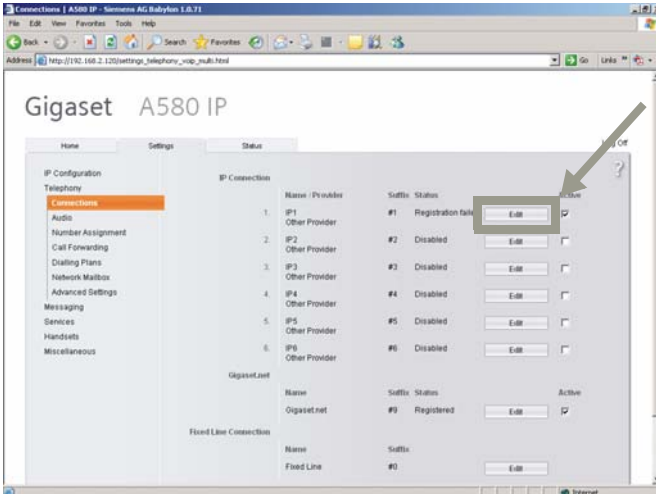 Connections | A580 IP - Siemens AG Babylon 1.0.71
File Edit View Favorites Tools Help
Back Search Favorites
Address http://192.168.2.120/settings_telephony_voip_multi.html Go Links »
Gigaset A580 IP
Home Settings Status Log Off
?
IP Configuration
Telephony
Connections
Audio
Number Assignment
Call Forwarding
Dialling Plans
Network Mailbox
Advanced Settings
Messaging
Services
Handsets
Miscellaneous
IP Connection
Name / Provider Suffix Status Active
1. IP1 #1 Registration faile Edit
Other Provider
2. IP2 #2 Disabled Edit
Other Provider
3. IP3 #3 Disabled Edit
Other Provider
4. IP4 #4 Disabled Edit
Other Provider
5. IP5 #5 Disabled Edit
Other Provider
6. IP6 #6 Disabled Edit
Other Provider
Gigaset.net
Name Suffix Status Active
Gigaset.net #9 Registered Edit
Fixed Line Connection
Name Suffix
Fixed Line #0 Edit
Internet